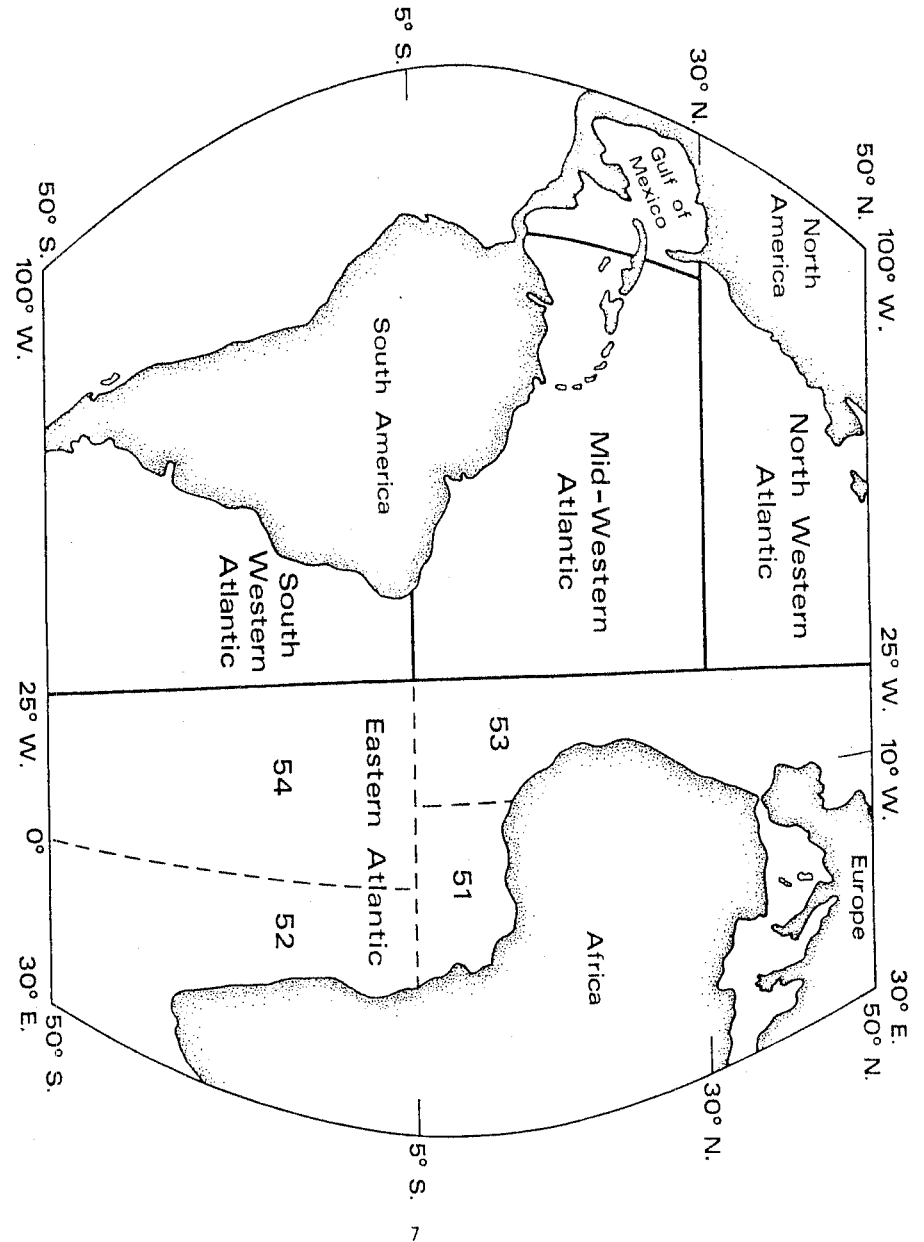 50° N.
100° W.
25° W.
10° W.
30° E.
50° N.
North
America
North Western
Atlantic
Europe
30° N.
30° N.
Gulf of
Mexico
Mid-Western
Atlantic
Africa
53
51
5° S.
5° S.
South America
Eastern Atlantic
South
Western
Atlantic
54
52
50° S.
100° W.
25° W.
0°
30° E.
50° S.
7